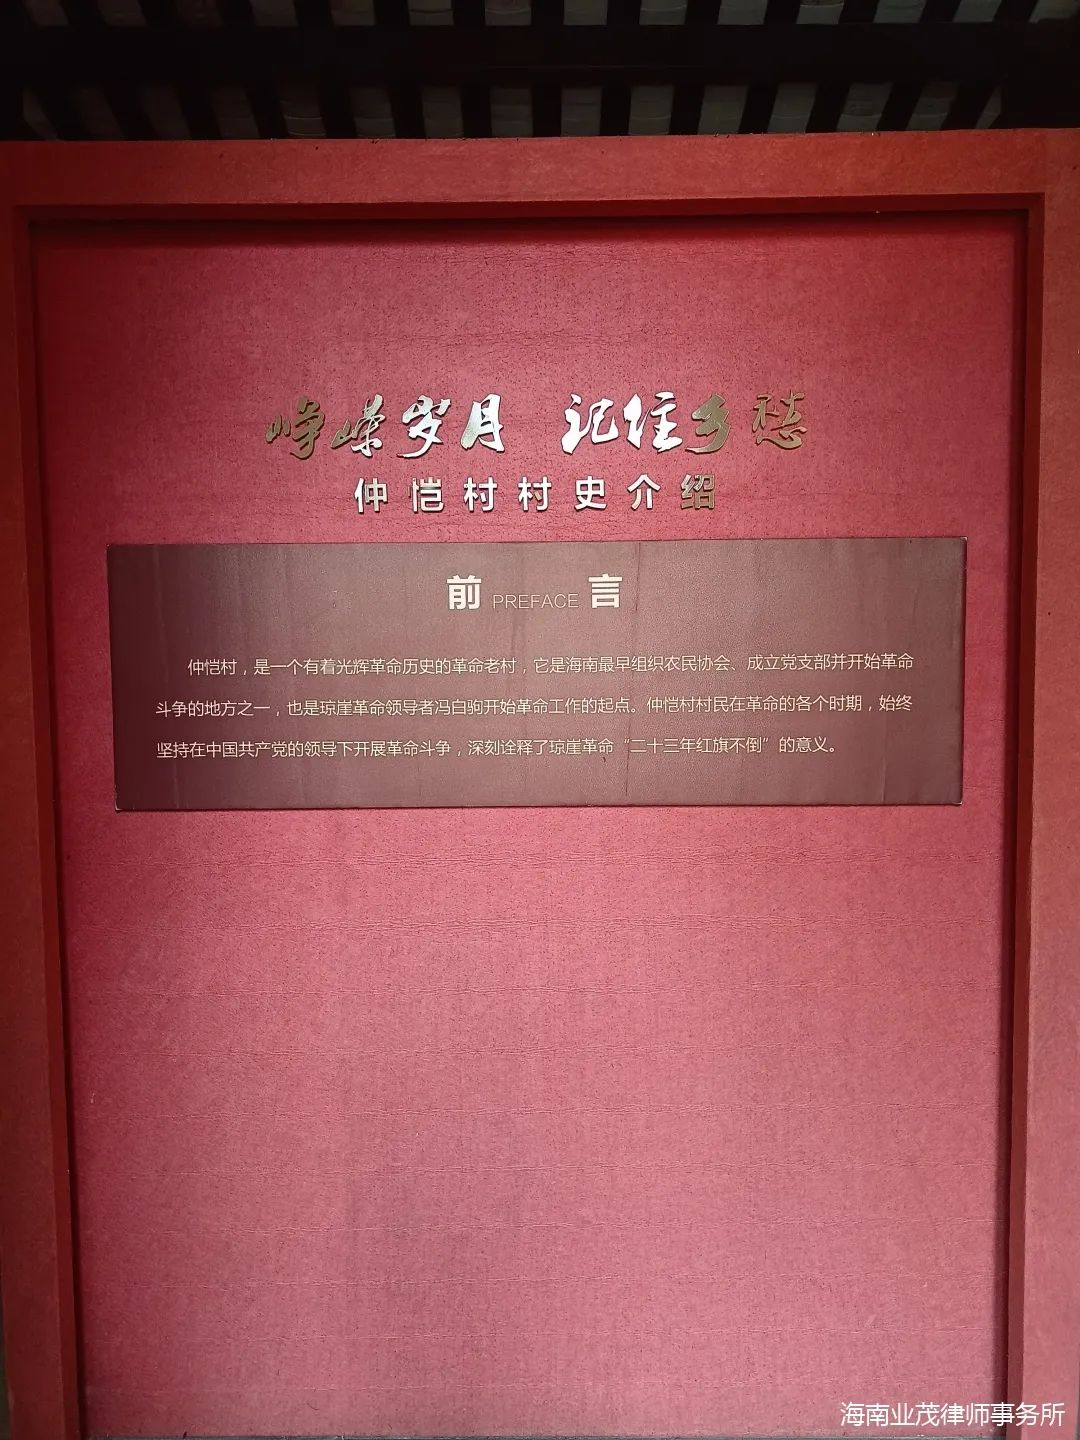 峥嵘岁月 记住乡愁
仲恺村村史介绍
前 PREFACE 言
仲恺村，是一个有着光辉革命历史的革命老村，它是海南最早组织农民协会、成立党支部并开始革命
斗争的地方之一，也是琼崖革命领导者冯白驹开始革命工作的起点。仲恺村村民在革命的各个时期，始终
坚持在中国共产党的领导下开展革命斗争，深刻诠释了琼崖革命“二十三年红旗不倒”的意义。
海南业茂律师事务所